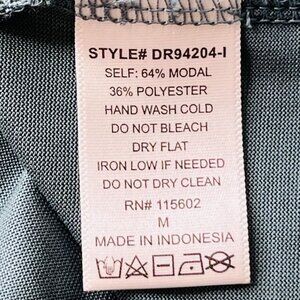 STYLE# DR94204-I
SELF: 64% MODAL
36% POLYESTER
HAND WASH COLD
DO NOT BLEACH
DRY FLAT
IRON LOW IF NEEDED
DO NOT DRY CLEAN
RN# 115602
M
MADE IN INDONESIA